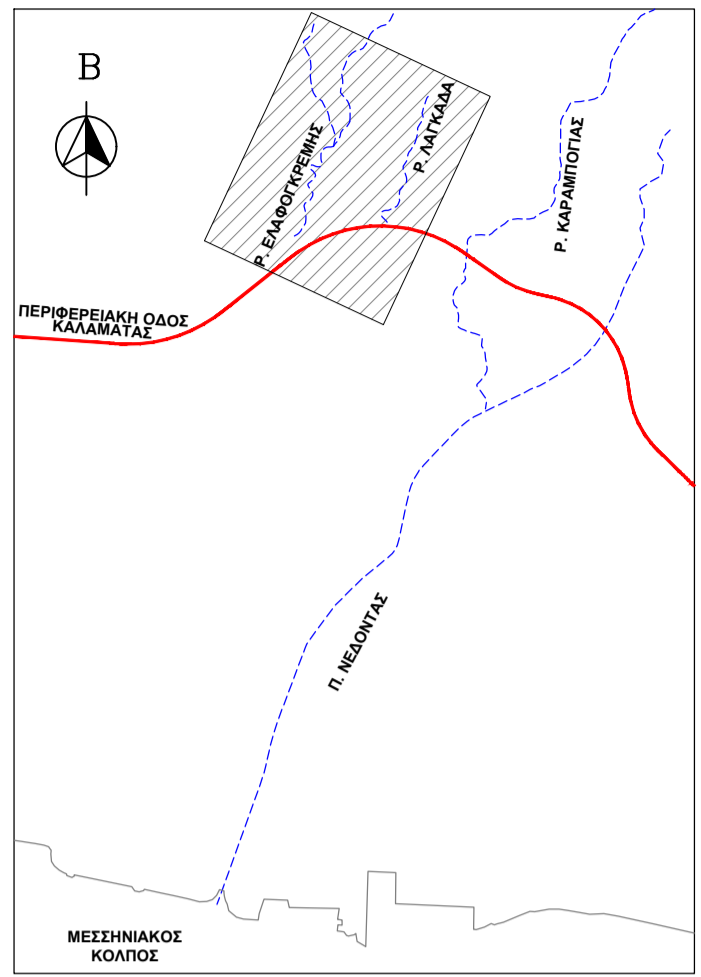 Β
Ρ. ΕΛΑΦΟΓΚΡΕΜΗΣ
Ρ. ΛΑΓΚΑΔΑ
Ρ. ΚΑΡΑΜΠΟΓΙΑΣ
ΠΕΡΙΦΕΡΕΙΑΚΗ ΟΔΟΣ
ΚΑΛΑΜΑΤΑΣ
Π. ΝΕΔΟΝΤΑΣ
ΜΕΣΣΗΝΙΑΚΟΣ
ΚΟΛΠΟΣ